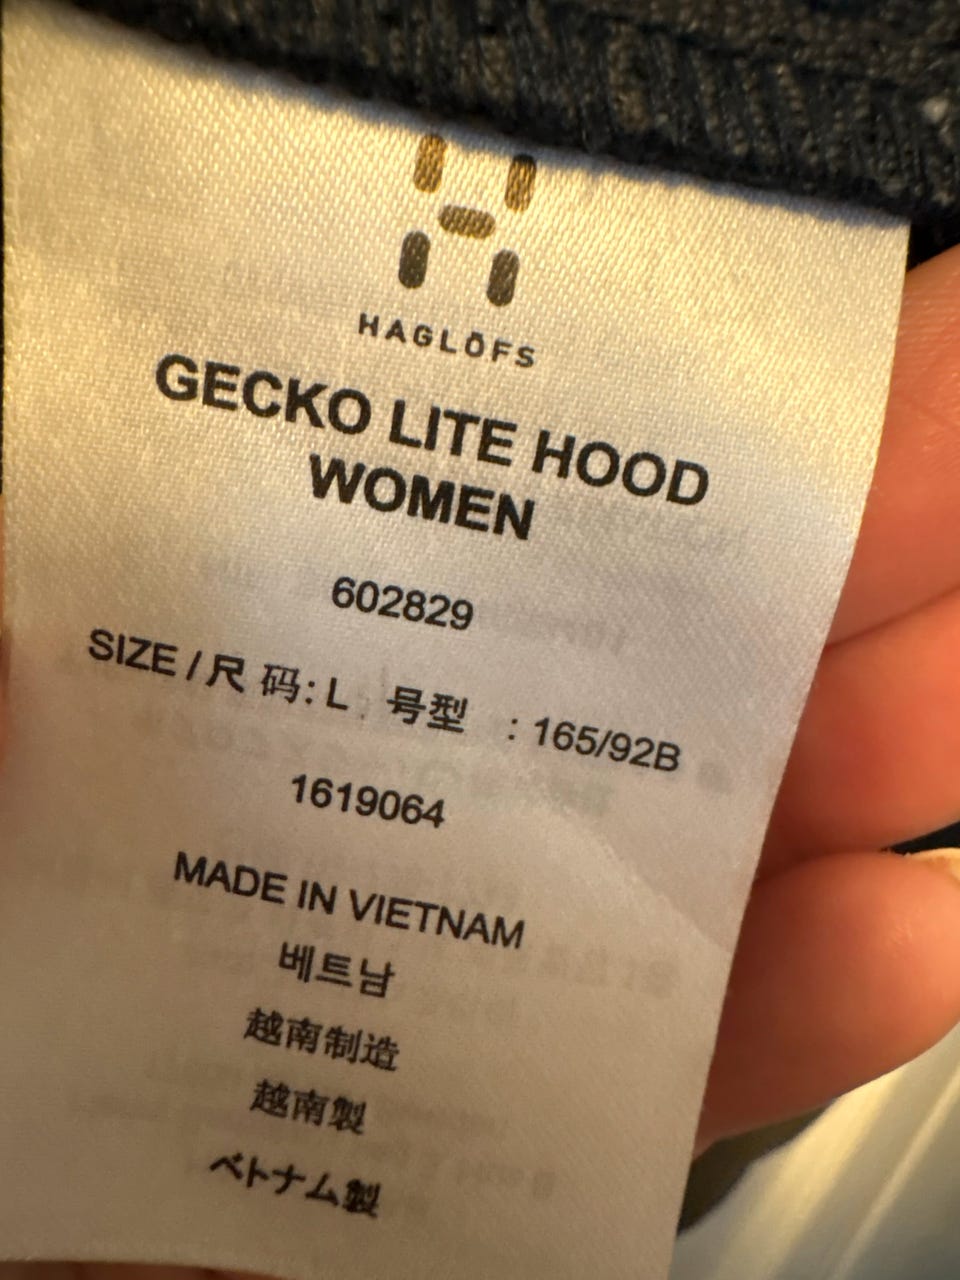 HAGLÖFS
GECKO LITE HOOD
WOMEN
602829
SIZE / 尺 码: L 号型 : 165/92B
1619064
MADE IN VIETNAM
베트남
越南制造
越南製
ベトナム製